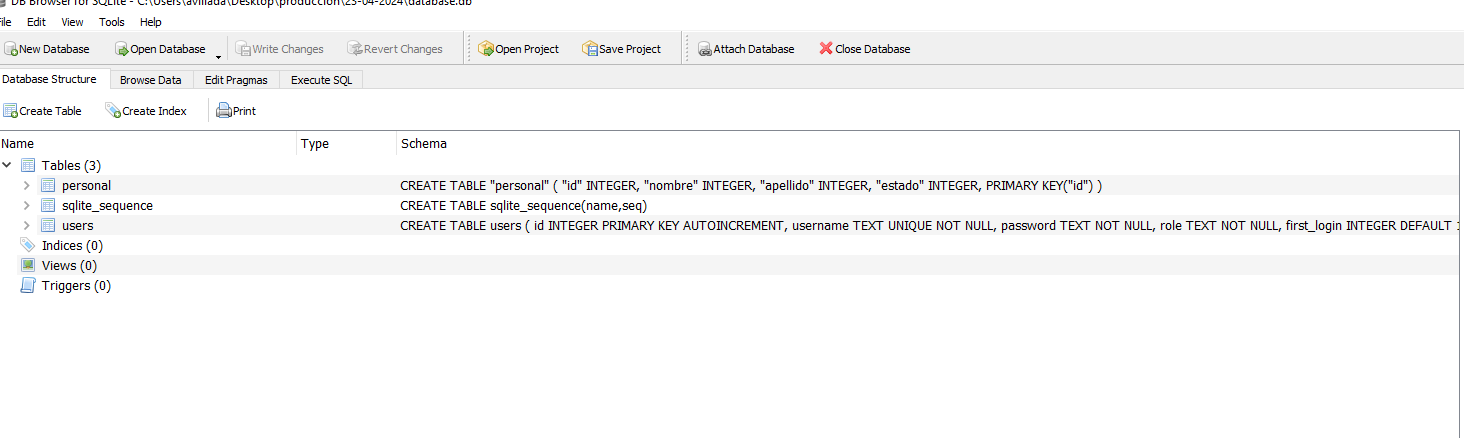 DB Browser for SQLite - C:\Users\avillada\Desktop\produccion\23-04-2024\database.db
File Edit View Tools Help
New Database Open Database Write Changes Revert Changes Open Project Save Project Attach Database Close Database
Database Structure Browse Data Edit Pragmas Execute SQL
Create Table Create Index Print
Name Type Schema
Tables (3)
personal CREATE TABLE "personal" ( "id" INTEGER, "nombre" INTEGER, "apellido" INTEGER, "estado" INTEGER, PRIMARY KEY("id") )
sqlite_sequence CREATE TABLE sqlite_sequence(name,seq)
users CREATE TABLE users ( id INTEGER PRIMARY KEY AUTOINCREMENT, username TEXT UNIQUE NOT NULL, password TEXT NOT NULL, role TEXT NOT NULL, first_login INTEGER DEFAULT
Indices (0)
Views (0)
Triggers (0)